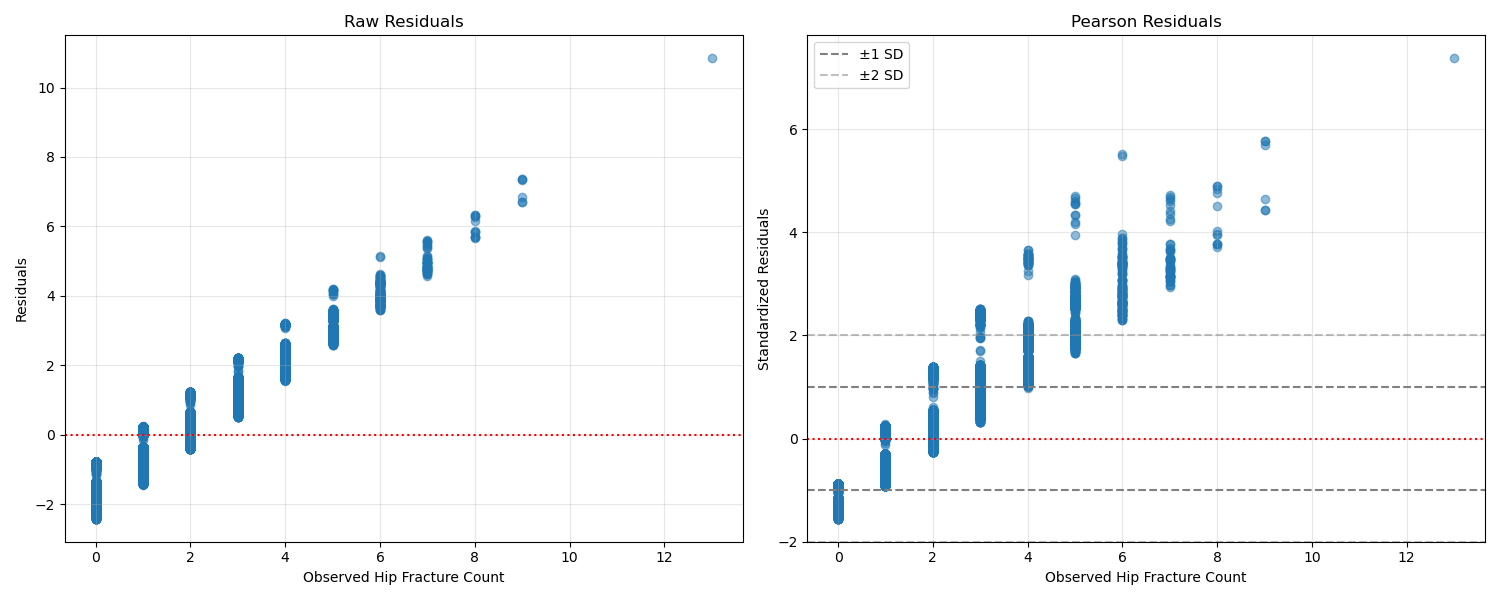 Raw Residuals
Residuals
10
8
6
4
2
0
−2
0 2 4 6 8 10 12
Observed Hip Fracture Count
Pearson Residuals
±1 SD
±2 SD
Standardized Residuals
6
4
2
0
−2
0 2 4 6 8 10 12
Observed Hip Fracture Count